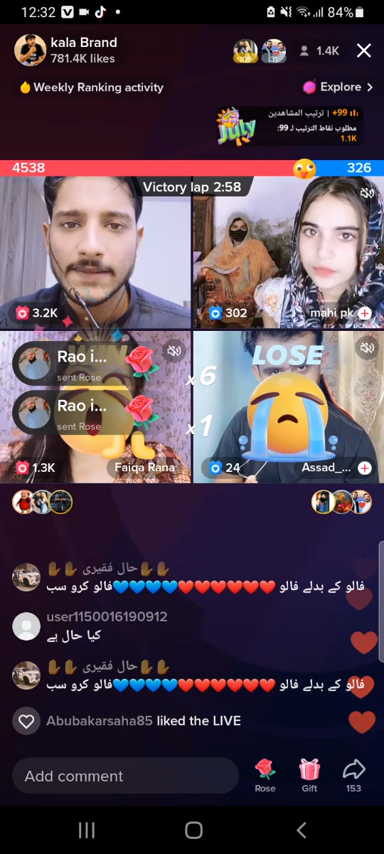 12:32
84%
kala Brand
781.4K likes
1.4K
Weekly Ranking activity
Explore >
July
+99 | ترتيب المشاهدين
مطلوب نقاط الترتيب لـ 99:
1.1K
4538
326
Victory lap 2:58
3.2K
302
mahi pk
Rao i...
sent Rose
x6
Rao i...
sent Rose
x1
LOSE
1.3K
Faiqa Rana
24
Assad_...
✋🏽✋🏽حال فقیری✋🏽✋🏽
فالو کے بدلے فالو ❤️❤️❤️❤️❤️❤️❤️💙💙💙💙فالو کرو سب
user1150016190912
کیا حال ہے
✋🏽✋🏽حال فقیری✋🏽✋🏽
فالو کے بدلے فالو ❤️❤️❤️❤️❤️❤️❤️💙💙💙💙فالو کرو سب
Abubakarsaha85 liked the LIVE
Add comment
Rose
Gift
153